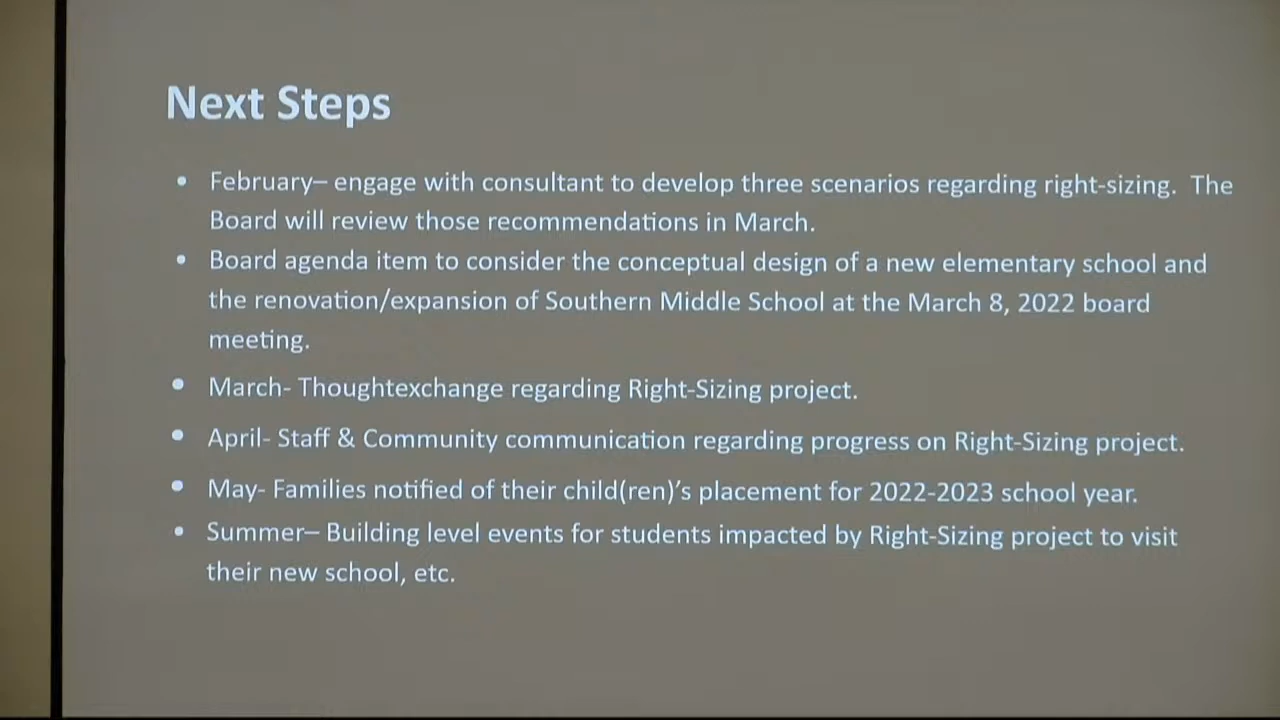 Next Steps
• February– engage with consultant to develop three scenarios regarding right-sizing.  The
Board will review those recommendations in March.
• Board agenda item to consider the conceptual design of a new elementary school and
the renovation/expansion of Southern Middle School at the March 8, 2022 board
meeting.
• March- Thoughtexchange regarding Right-Sizing project.
• April- Staff & Community communication regarding progress on Right-Sizing project.
• May- Families notified of their child(ren)'s placement for 2022-2023 school year.
• Summer– Building level events for students impacted by Right-Sizing project to visit
their new school, etc.